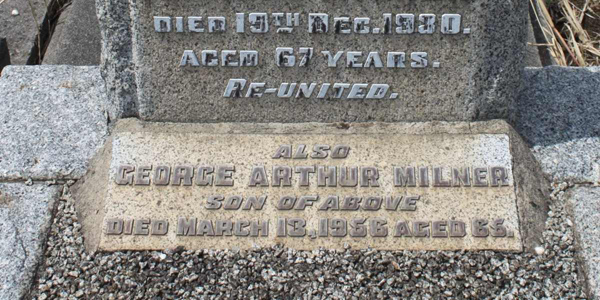 DIED 19TH DEC. 1930.
AGED 67 YEARS.
RE-UNITED.
ALSO
GEORGE ARTHUR MILNER
SON OF ABOVE
DIED MARCH 13, 1956 AGED 65.